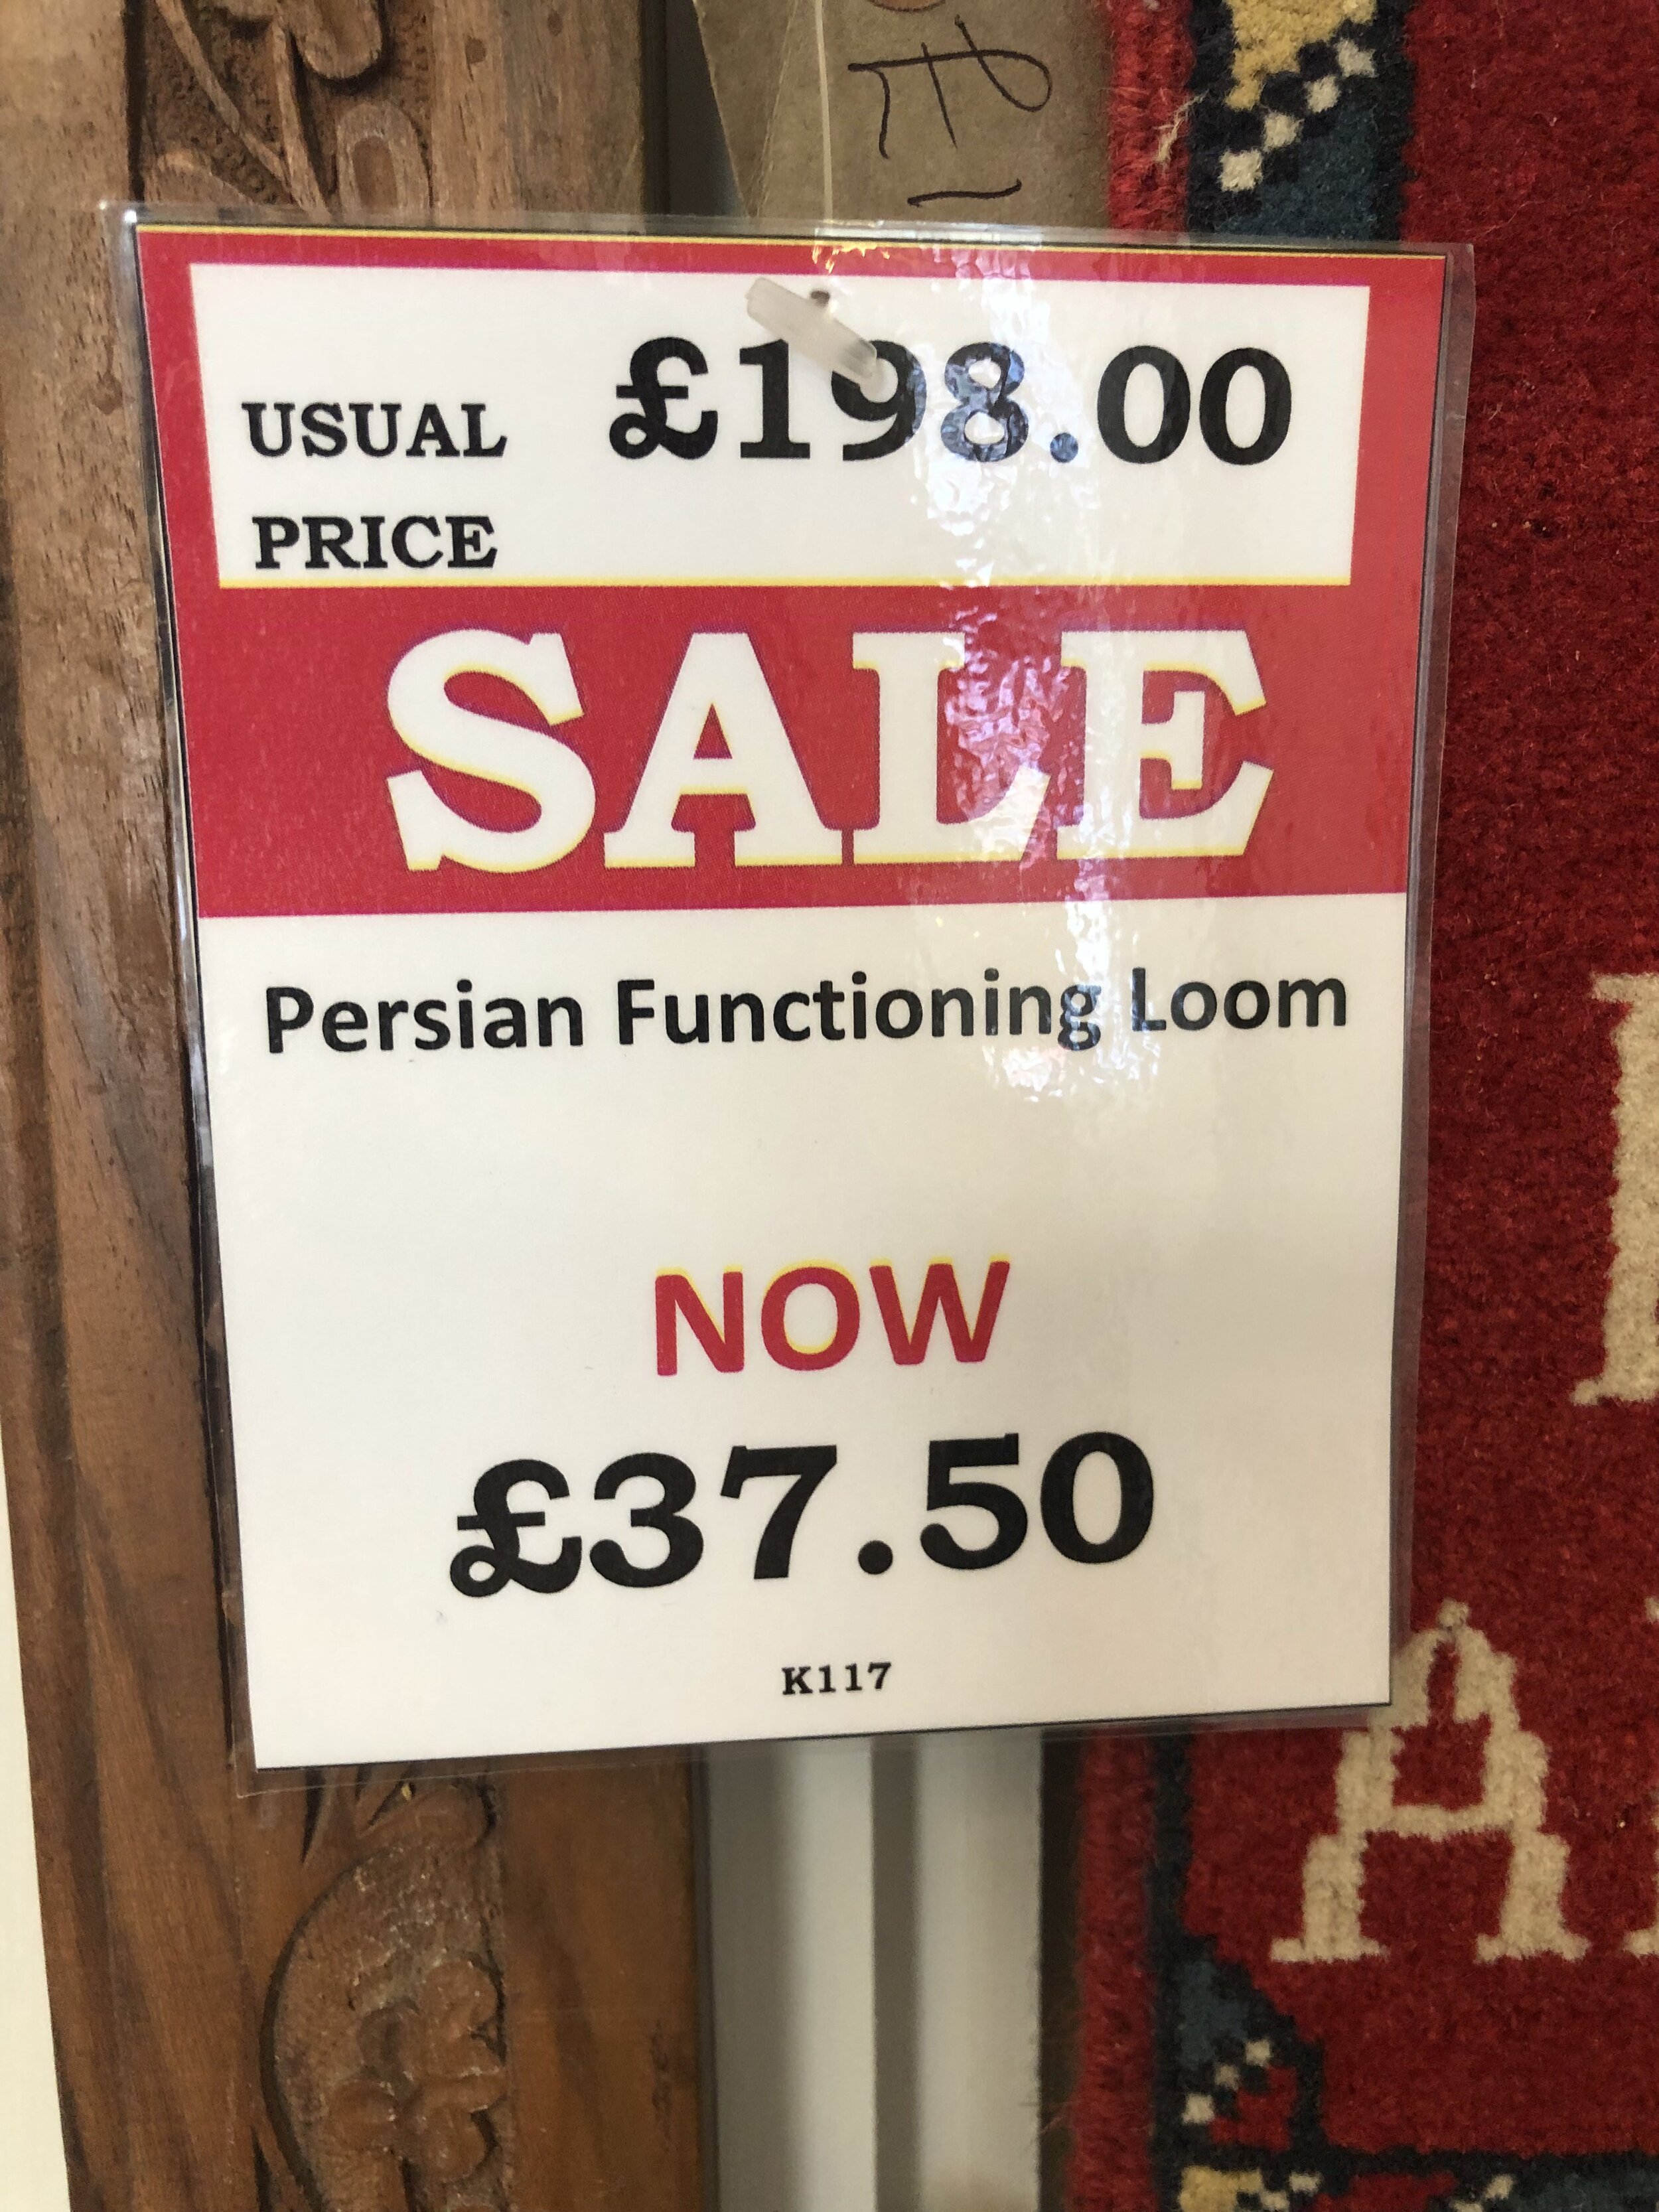 USUAL £198.00
PRICE
SALE
Persian Functioning Loom
NOW
£37.50
K117
A